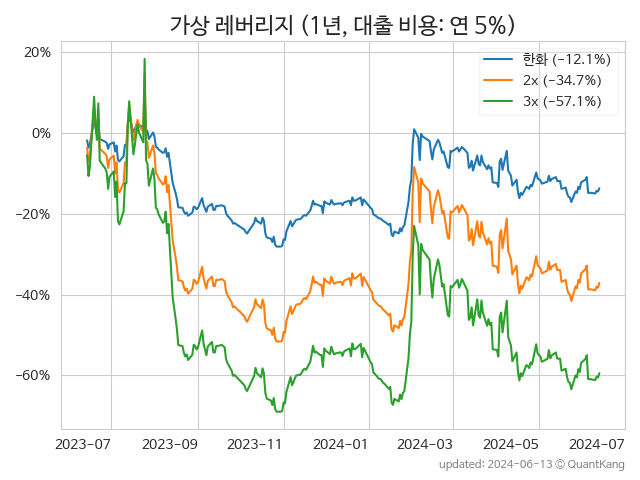 가상 레버리지 (1년, 대출 비용: 연 5%)
한화 (−12.1%)
2x (−34.7%)
3x (−57.1%)
20%
0%
−20%
−40%
−60%
2023-07
2023-09
2023-11
2024-01
2024-03
2024-05
2024-07
updated: 2024-06-13 © QuantKang